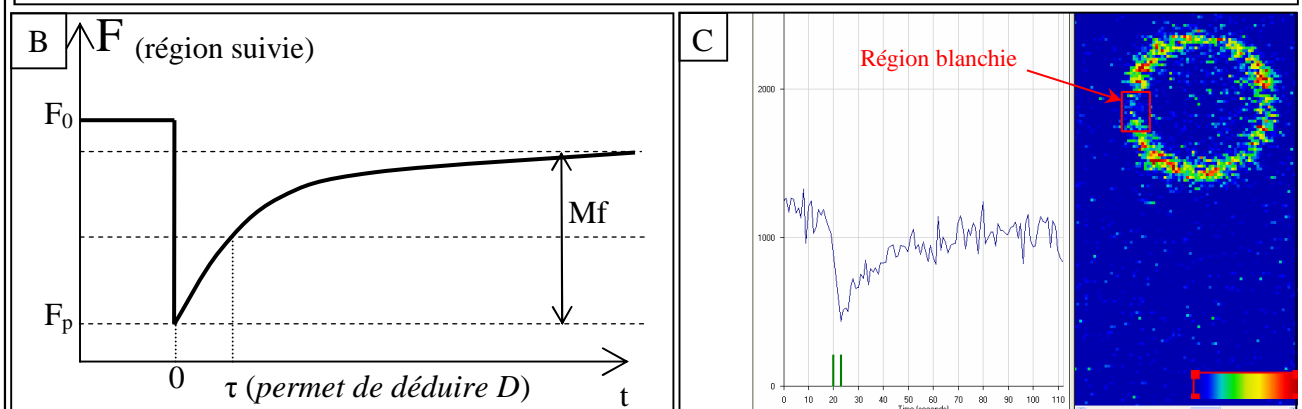 B
F (région suivie)
F₀
Mf
Fₚ
0
τ (permet de déduire D)
t
C
Région blanchie
2000
1000
0
0 10 20 30 40 50 60 70 80 90 100 110
Time (seconds)